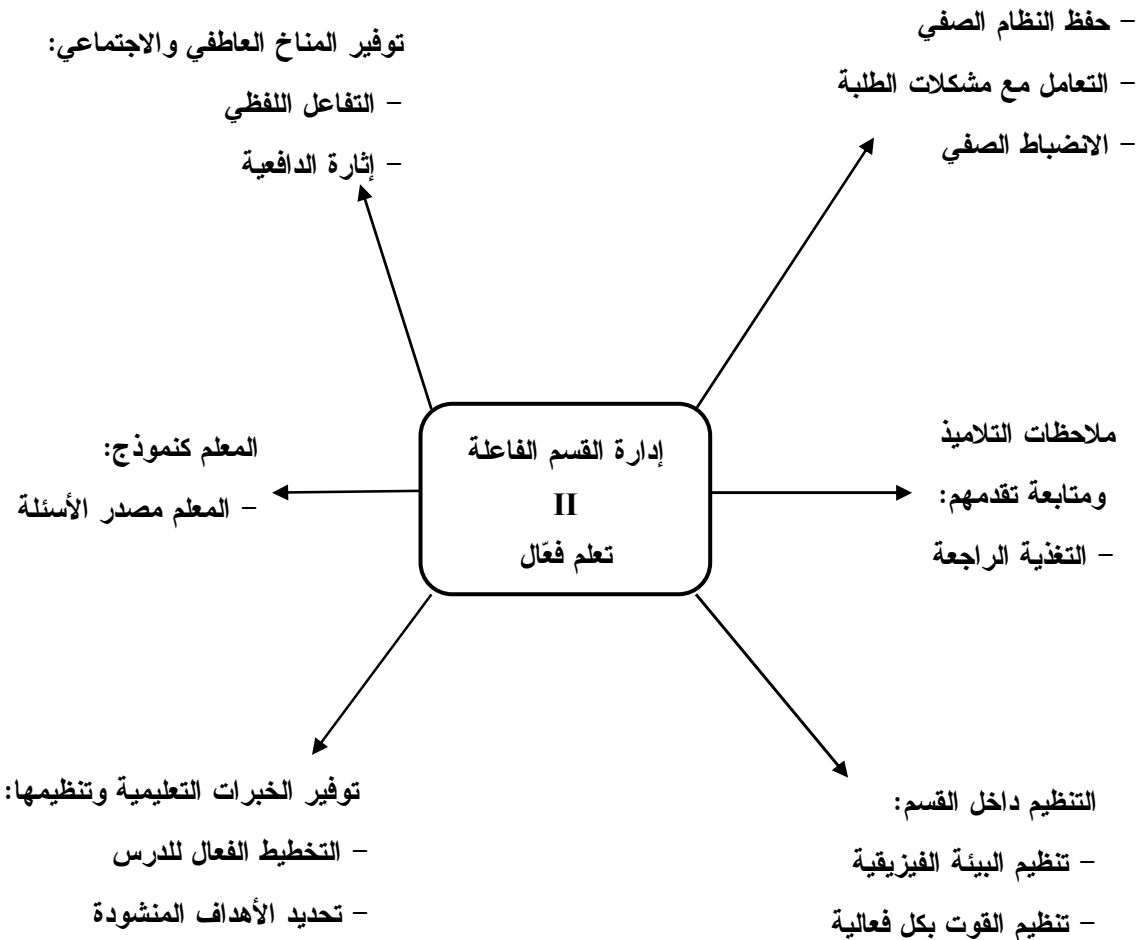 – حفظ النظام الصفي
– التعامل مع مشكلات الطلبة
– الانضباط الصفي
توفير المناخ العاطفي والاجتماعي:
– التفاعل اللفظي
– إثارة الدافعية
ملاحظات التلاميذ
ومتابعة تقدمهم:
– التغذية الراجعة
إدارة القسم الفاعلة
II
تعلم فعّال
المعلم كنموذج:
– المعلم مصدر الأسئلة
التنظيم داخل القسم:
– تنظيم البيئة الفيزيقية
– تنظيم القوت بكل فعالية
توفير الخبرات التعليمية وتنظيمها:
– التخطيط الفعال للدرس
– تحديد الأهداف المنشودة